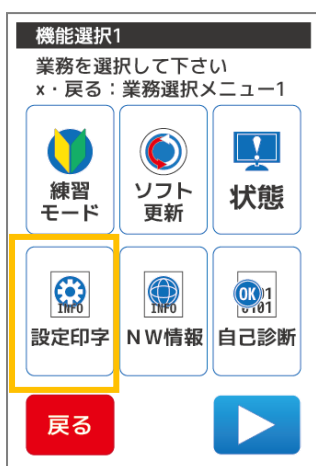 機能選択1
業務を選択して下さい
x・戻る：業務選択メニュー1
練習
モード
ソフト
更新
状態
INFO
設定印字
INFO
ＮＷ情報
OK 1
0101
自己診断
戻る